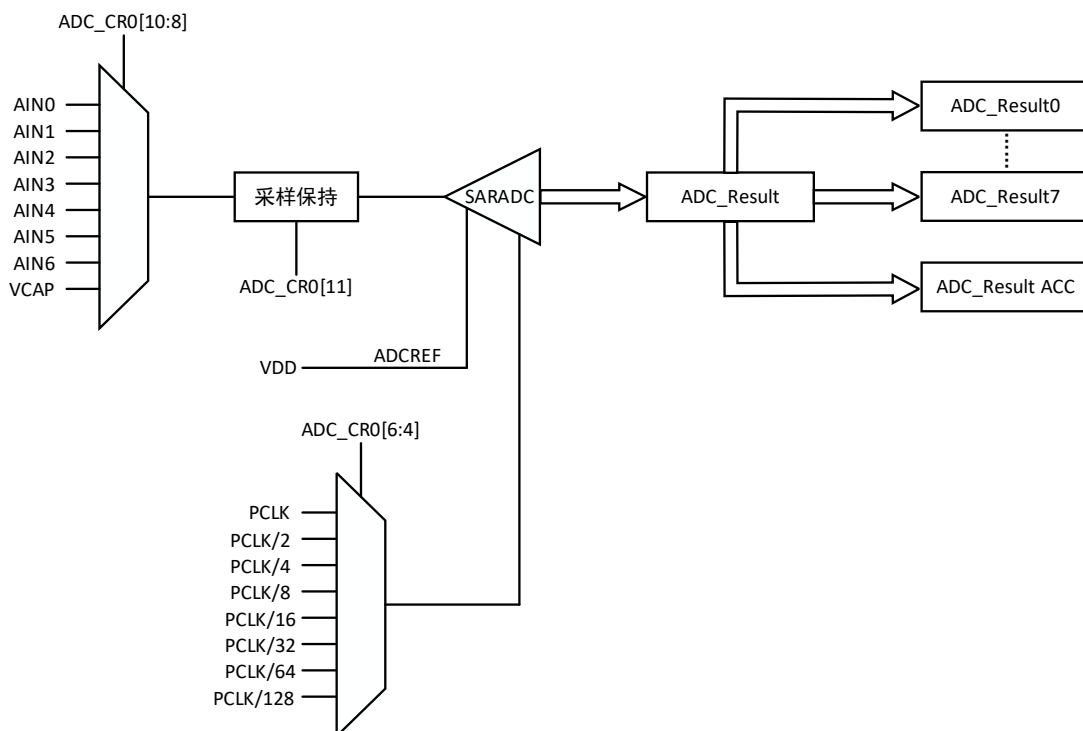 ADC_CR0[10:8]
AIN0
AIN1
AIN2
AIN3
AIN4
AIN5
AIN6
VCAP
采样保持
ADC_CR0[11]
SARADC
VDD
ADCREF
ADC_Result
ADC_Result0
ADC_Result7
ADC_Result ACC
ADC_CR0[6:4]
PCLK
PCLK/2
PCLK/4
PCLK/8
PCLK/16
PCLK/32
PCLK/64
PCLK/128